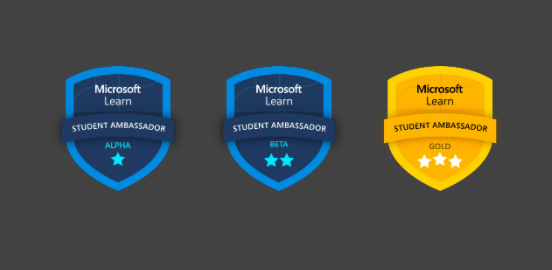 Microsoft
Learn
STUDENT AMBASSADOR
ALPHA
Microsoft
Learn
STUDENT AMBASSADOR
BETA
Microsoft
Learn
STUDENT AMBASSADOR
GOLD